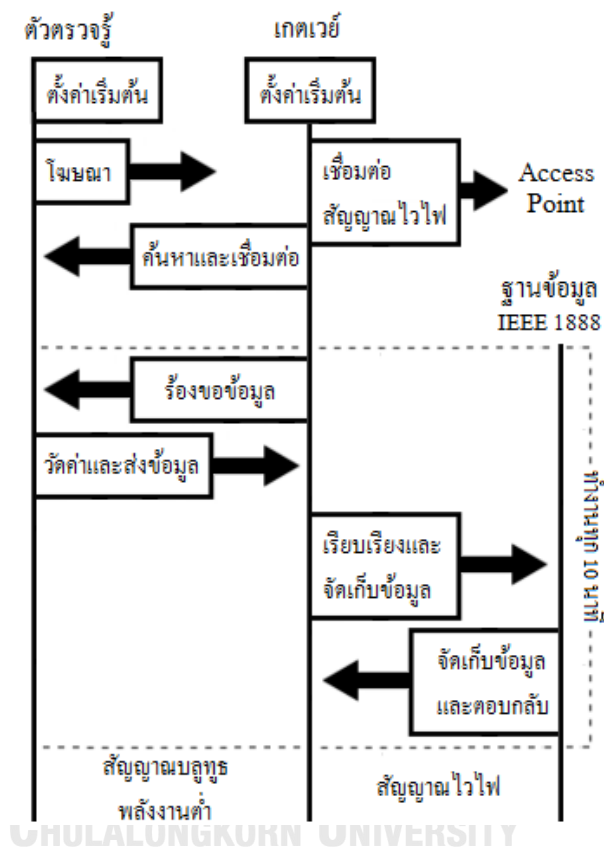 ตัวตรวจรู้
เกตเวย์
ตั้งค่าเริ่มต้น
ตั้งค่าเริ่มต้น
โฆษณา
เชื่อมต่อ
สัญญาณไวไฟ
Access
Point
ค้นหาและเชื่อมต่อ
ฐานข้อมูล
IEEE 1888
ร้องขอข้อมูล
วัดค่าและส่งข้อมูล
เรียบเรียงและ
จัดเก็บข้อมูล
ทำงานทุก 10 นาที
จัดเก็บข้อมูล
และตอบกลับ
สัญญาณบลูทูธ
พลังงานต่ำ
สัญญาณไวไฟ
CHULALONGKORN UNIVERSITY